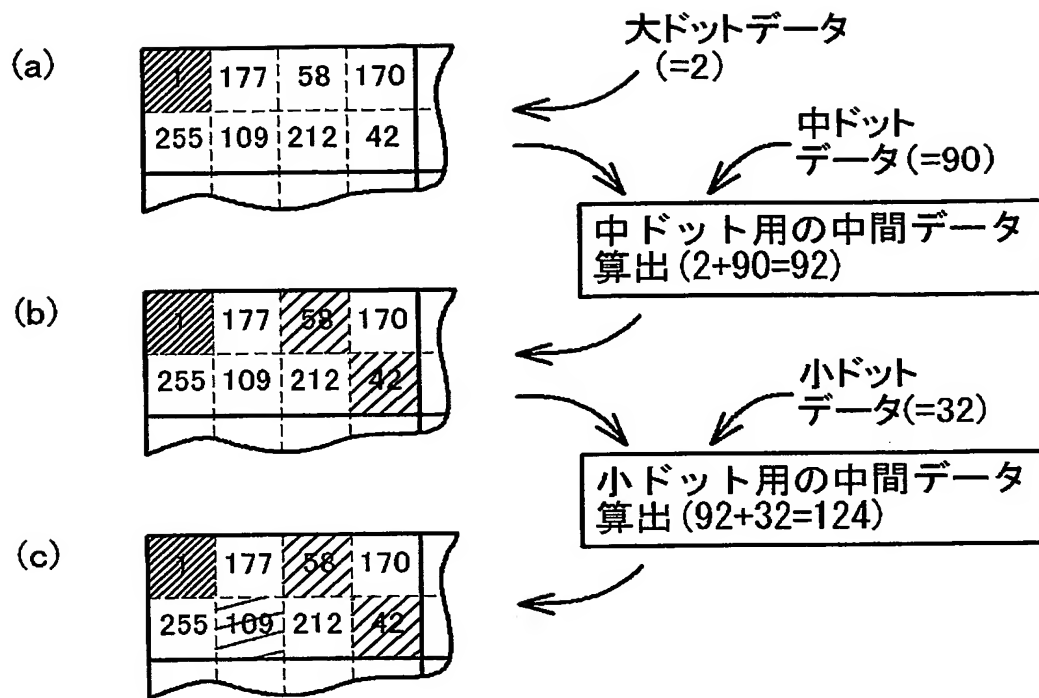 (a)
1 177 58 170
255 109 212 42
大ドットデータ
(=2)
中ドット
データ(=90)
中ドット用の中間データ
算出(2+90=92)
(b)
1 177 58 170
255 109 212 42
小ドット
データ(=32)
小ドット用の中間データ
算出(92+32=124)
(c)
1 177 58 170
255 109 212 42